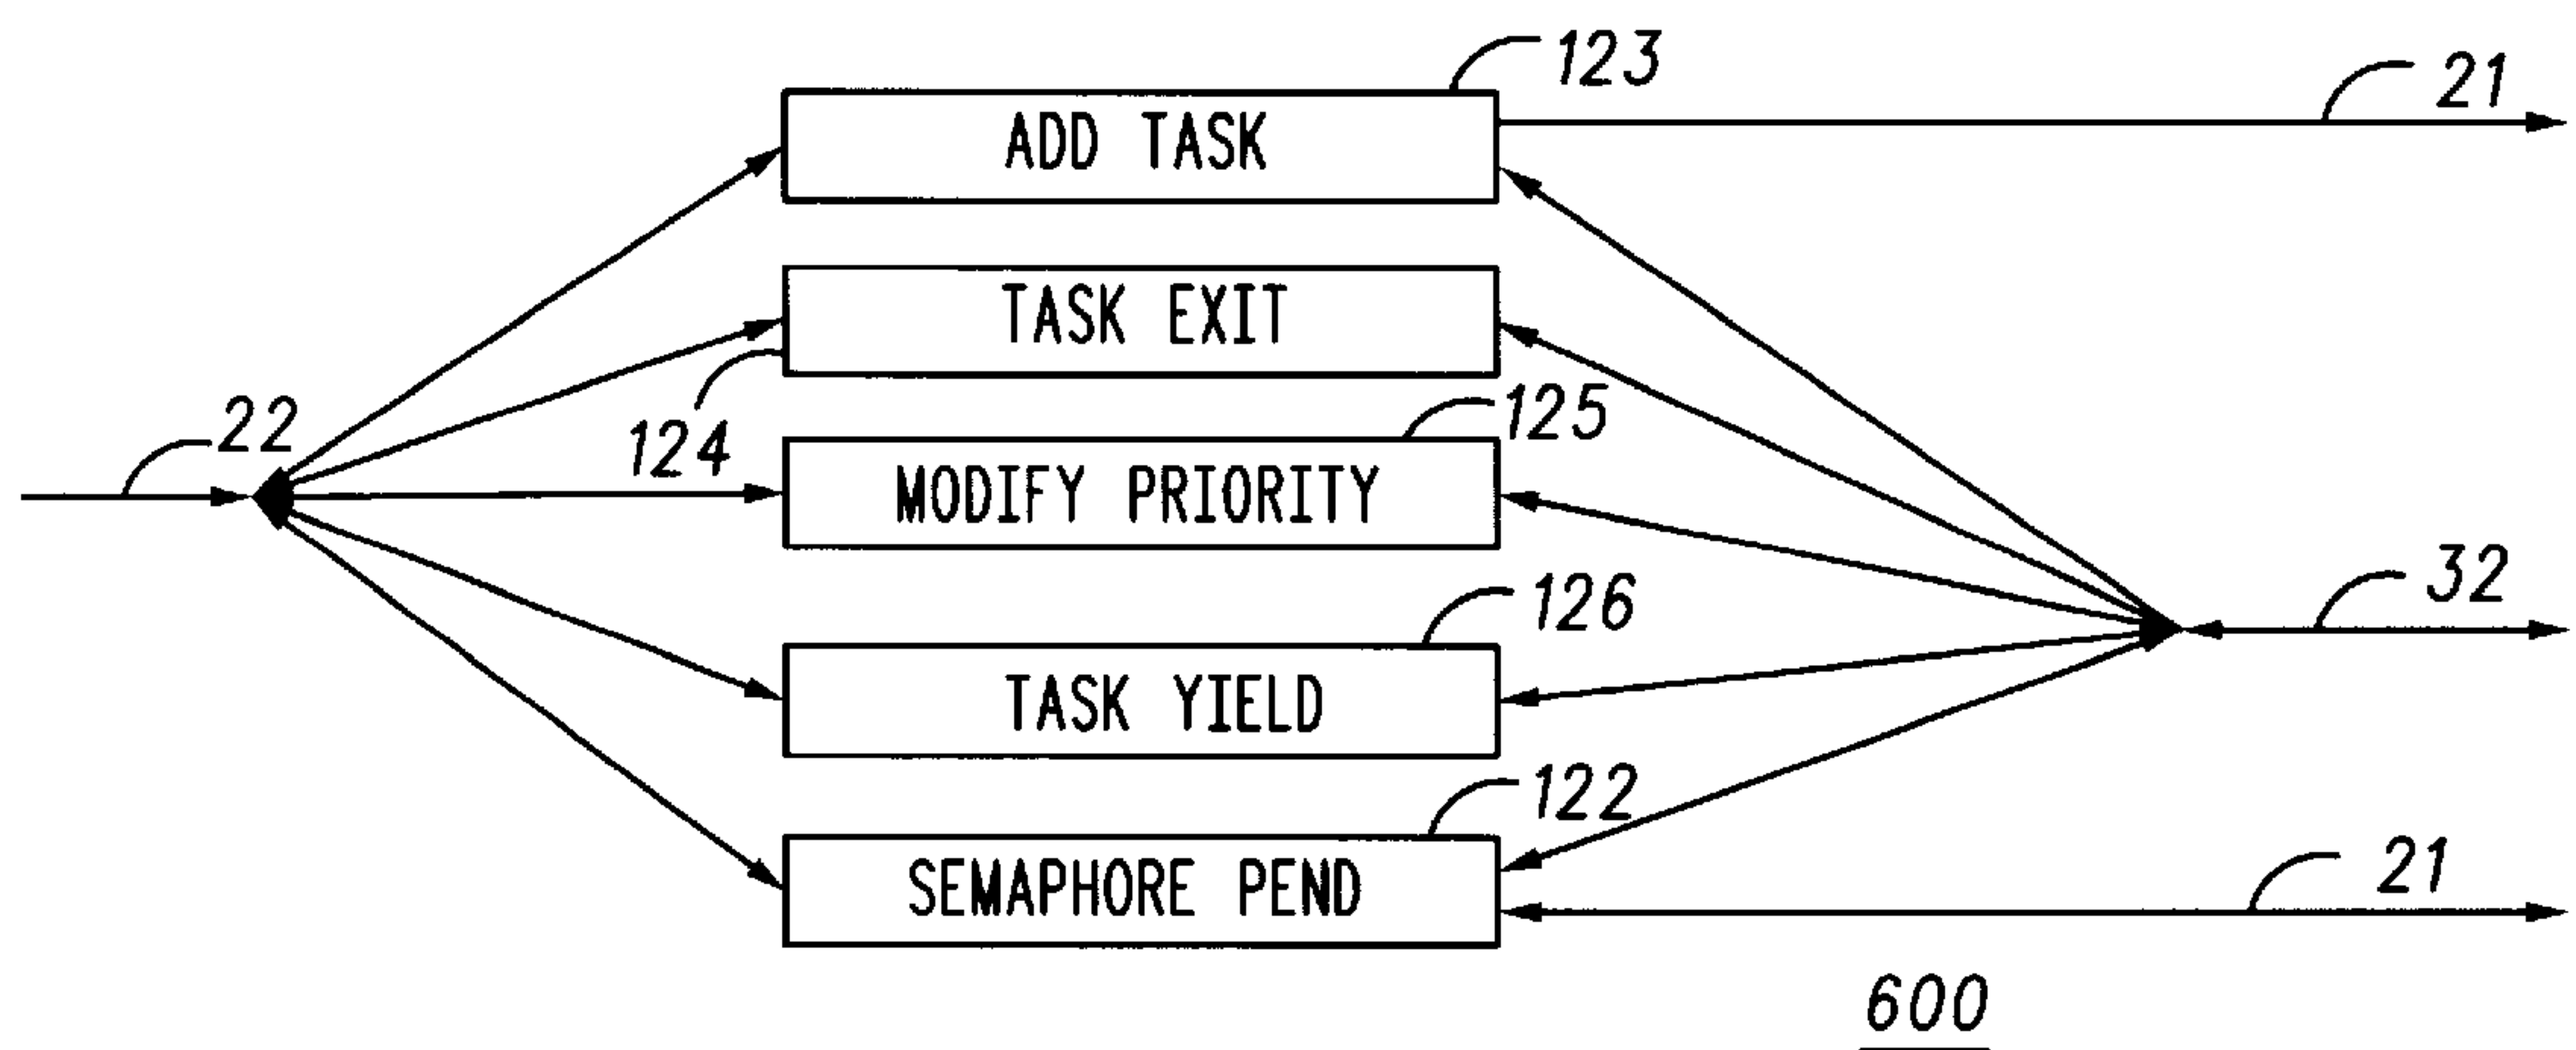 123
21
ADD TASK
TASK EXIT
22
124
125
MODIFY PRIORITY
32
126
TASK YIELD
122
21
SEMAPHORE PEND
600